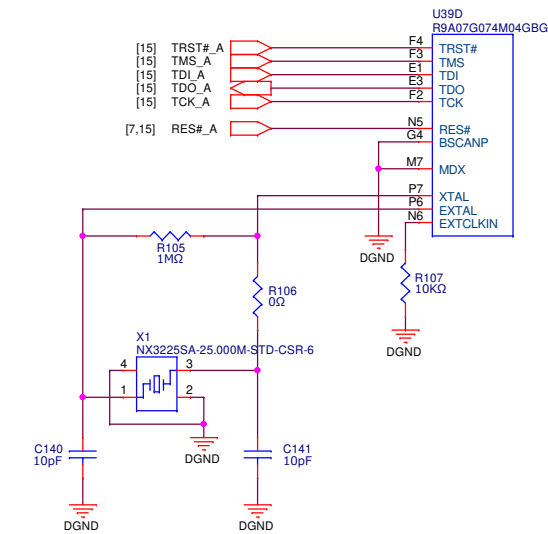 U39D
R9A07G074M04GBG
[15] TRST#_A F4 TRST#
[15] TMS_A F3 TMS
[15] TDI_A E1 TDI
[15] TDO_A E3 TDO
[15] TCK_A F2 TCK
[7,15] RES#_A N5 RES#
G4 BSCANP
M7 MDX
P7 XTAL
P6 EXTAL
N6 EXTCLKIN
R105
1MΩ
DGND
R106
0Ω
R107
10KΩ
DGND
X1
NX3225SA-25.000M-STD-CSR-6
4 3
1 2
DGND
C140
10pF
C141
10pF
DGND DGND